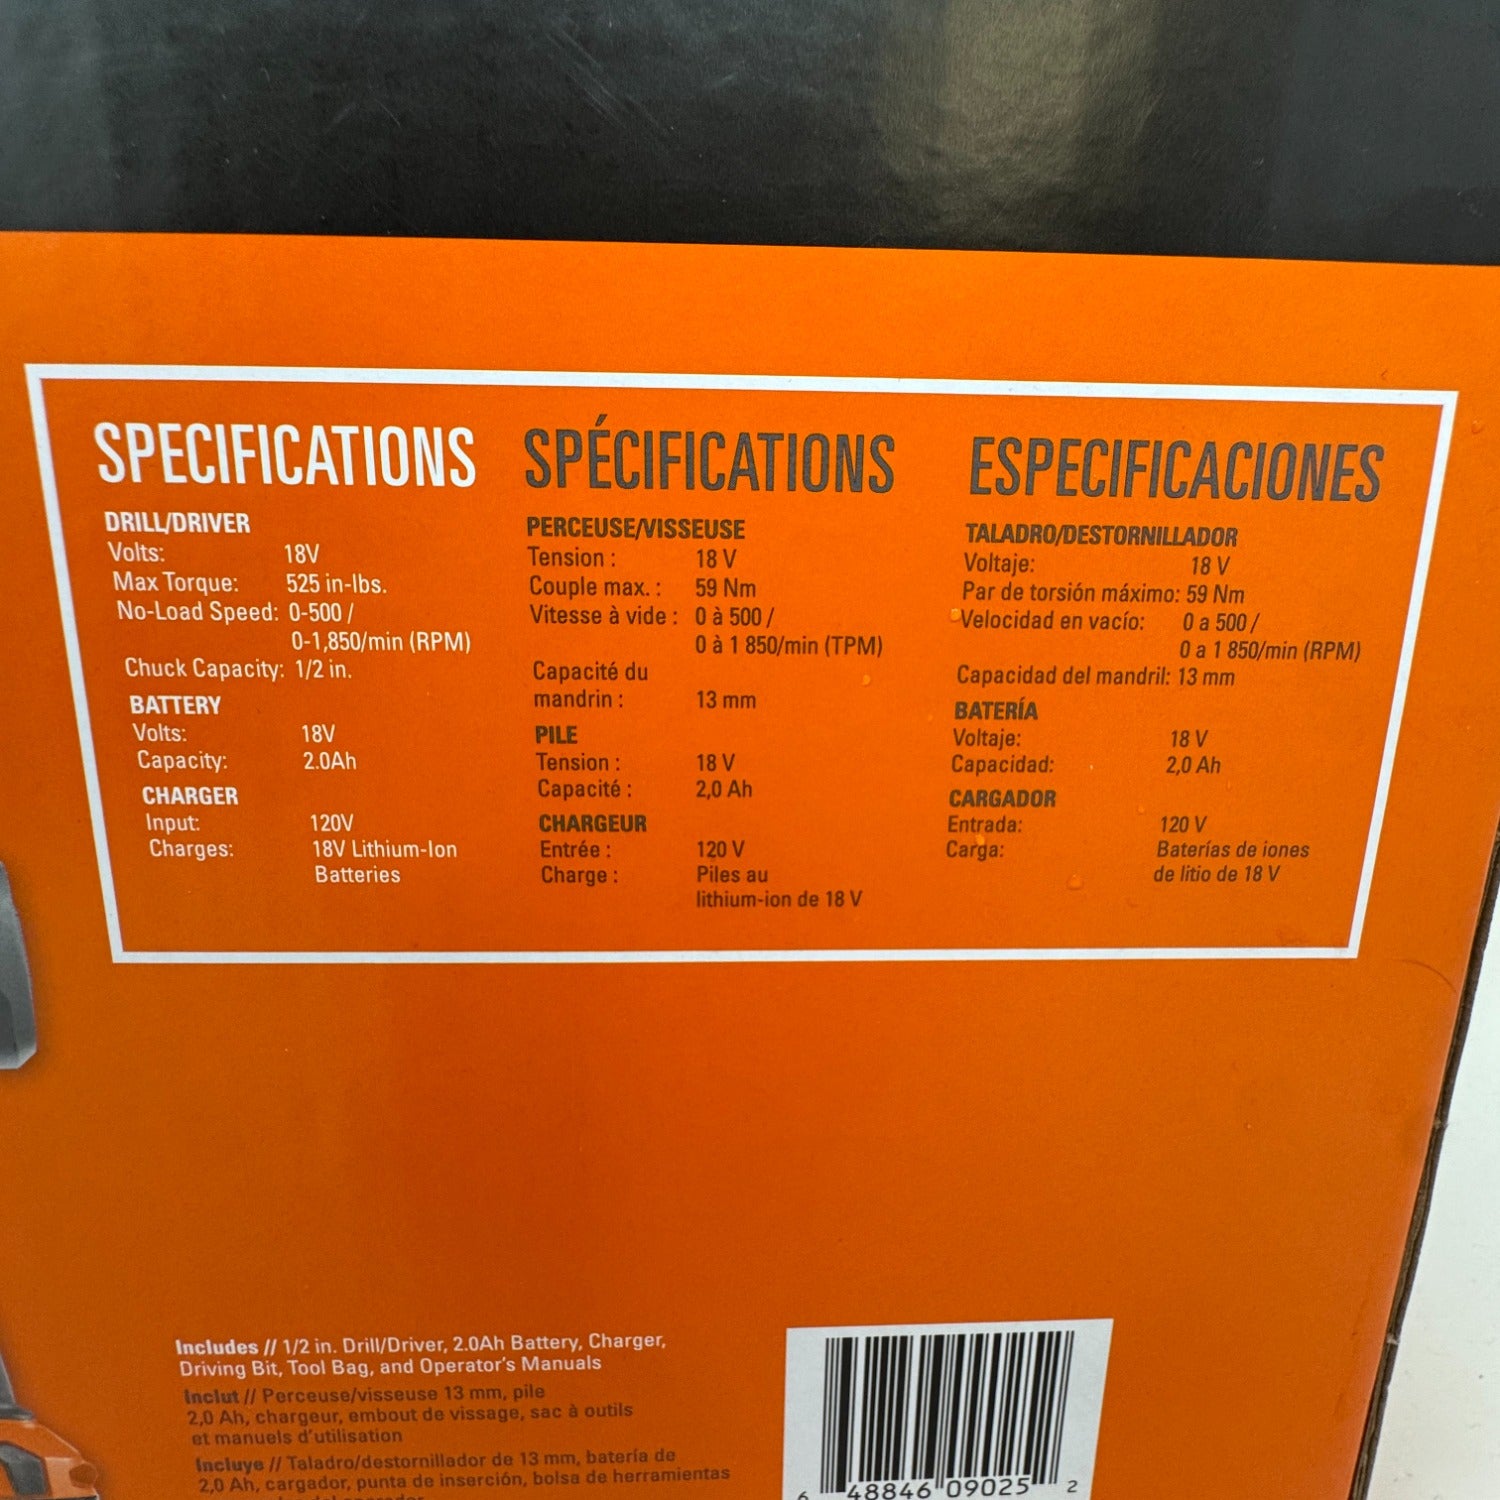 SPECIFICATIONS
DRILL/DRIVER
Volts: 18V
Max Torque: 525 in-lbs.
No-Load Speed: 0-500 /
0-1,850/min (RPM)
Chuck Capacity: 1/2 in.
BATTERY
Volts: 18V
Capacity: 2.0Ah
CHARGER
Input: 120V
Charges: 18V Lithium-Ion
Batteries
SPÉCIFICATIONS
PERCEUSE/VISSEUSE
Tension : 18 V
Couple max. : 59 Nm
Vitesse à vide : 0 à 500 /
0 à 1 850/min (TPM)
Capacité du
mandrin : 13 mm
PILE
Tension : 18 V
Capacité : 2,0 Ah
CHARGEUR
Entrée : 120 V
Charge : Piles au
lithium-ion de 18 V
ESPECIFICACIONES
TALADRO/DESTORNILLADOR
Voltaje: 18 V
Par de torsión máximo: 59 Nm
Velocidad en vacío: 0 a 500 /
0 a 1 850/min (RPM)
Capacidad del mandril: 13 mm
BATERÍA
Voltaje: 18 V
Capacidad: 2,0 Ah
CARGADOR
Entrada: 120 V
Carga: Baterías de iones
de litio de 18 V
Includes // 1/2 in. Drill/Driver, 2.0Ah Battery, Charger,
Driving Bit, Tool Bag, and Operator's Manuals
Inclut // Perceuse/visseuse 13 mm, pile
2,0 Ah, chargeur, embout de vissage, sac à outils
et manuels d'utilisation
Incluye // Taladro/destornillador de 13 mm, batería de
2,0 Ah, cargador, punta de inserción, bolsa de herramientas
6 48846 09025 2